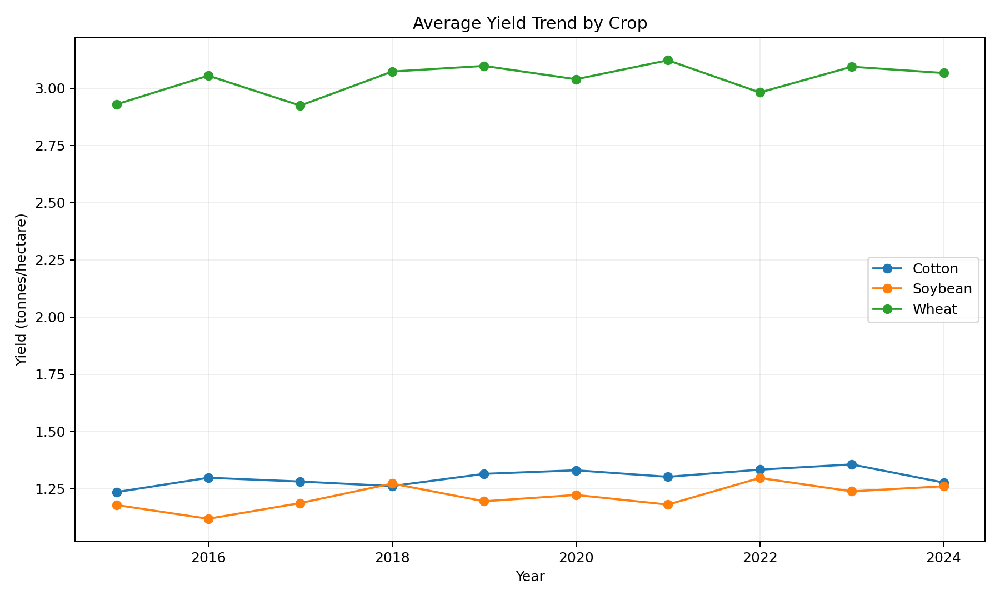 Average Yield Trend by Crop
Yield (tonnes/hectare)
3.00
2.75
2.50
2.25
2.00
1.75
1.50
1.25
Cotton
Soybean
Wheat
2016
2018
2020
2022
2024
Year